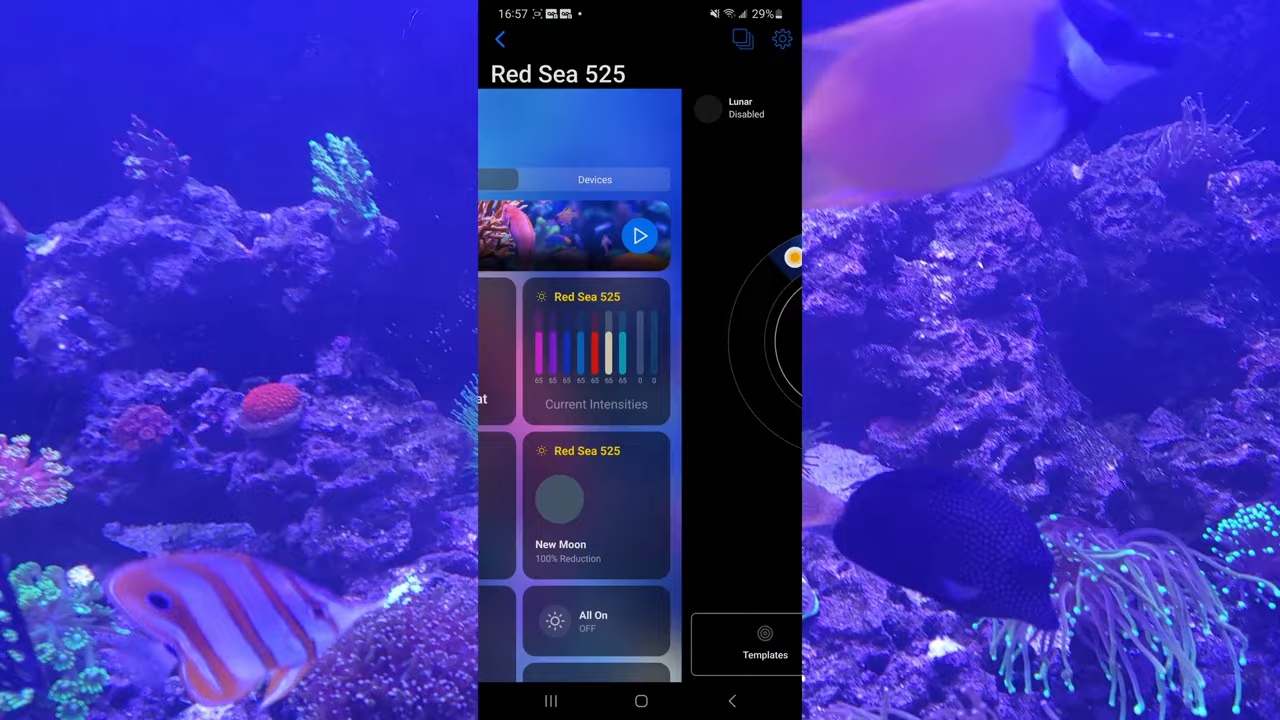 16:57
29%
Red Sea 525
Lunar
Disabled
Devices
Red Sea 525
65 65 65 65 65 65 65 0 0
at
Current Intensities
Red Sea 525
New Moon
100% Reduction
All On
OFF
Templates